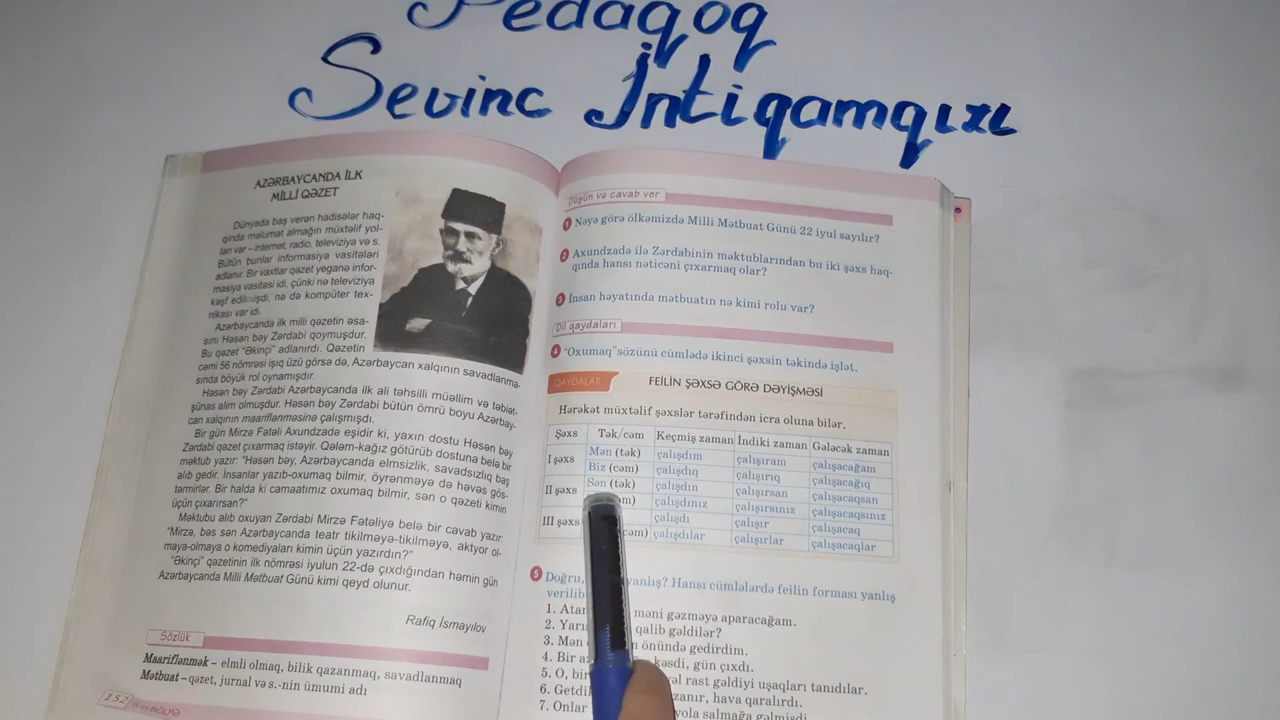 Pedaqoq
Sevinc İntiqamqızı
AZƏRBAYCANDA İLK
MİLLİ QƏZET
Dünyada baş verən hadisələr haq-
qında məlumat almağın müxtəlif yol-
ları var – internet, radio, televiziya və s.
Bütün bunlar informasiya vasitələri
adlanır. Bir vaxtlar qəzet yeganə infor-
masiya vasitəsi idi, çünki nə televiziya
kəşf edilmişdi, nə də kompüter tex-
nikası var idi.
Azərbaycanda ilk milli qəzetin əsa-
sını Həsən bəy Zərdabi qoymuşdur.
Bu qəzet "Əkinçi" adlanırdı. Qəzetin
cəmi 56 nömrəsi işıq üzü görsə də, Azərbaycan xalqının savadlanma-
sında böyük rol oynamışdır.
Həsən bəy Zərdabi Azərbaycanda ilk ali təhsilli müəllim və təbiət-
şünas alim olmuşdur. Həsən bəy Zərdabi bütün ömrü boyu Azərbay-
can xalqının maariflənməsinə çalışmışdı.
Bir gün Mirzə Fətəli Axundzadə eşidir ki, yaxın dostu Həsən bəy
Zərdabi qəzet çıxarmaq istəyir. Qələm-kağız götürüb dostuna belə bir
məktub yazır: "Həsən bəy, Azərbaycanda elmsizlik, savadsızlıq baş
alıb gedir. İnsanlar yazıb-oxumaq bilmir, öyrənməyə də həvəs gös-
təmirlər. Bir halda ki camaatımız oxumaq bilmir, sən o qəzeti kimin
üçün çıxarırsan?"
Məktubu alıb oxuyan Zərdabi Mirzə Fətəliyə belə bir cavab yazır:
"Mirzə, bəs sən Azərbaycanda teatr tikilməyə-tikilməyə, aktyor ol-
maya-olmaya o komediyaları kimin üçün yazırdın?"
"Əkinçi" qəzetinin ilk nömrəsi iyulun 22-də çıxdığından həmin gün
Azərbaycanda Milli Mətbuat Günü kimi qeyd olunur.
Rafiq İsmayılov
Sözlük
Maariflənmək – elmli olmaq, bilik qazanmaq, savadlanmaq
Mətbuat – qəzet, jurnal və s.-nin ümumi adı
152
BÖLMƏ
Düşün və cavab ver
1 Nəyə görə ölkəmizdə Milli Mətbuat Günü 22 iyul sayılır?
2 Axundzadə ilə Zərdabinin məktublarından bu iki şəxs haq-
qında hansı nəticəni çıxarmaq olar?
3 İnsan həyatında mətbuatın nə kimi rolu var?
Dil qaydaları
4 "Oxumaq" sözünü cümlədə ikinci şəxsin təkində işlət.
QAYDALAR FEİLİN ŞƏXSƏ GÖRƏ DƏYİŞMƏSİ
Hərəkət müxtəlif şəxslər tərəfindən icra oluna bilər.
Şəxs Tək/cəm Keçmiş zaman İndiki zaman Gələcək zaman
I şəxs Mən (tək) çalışdım çalışıram çalışacağam
Biz (cəm) çalışdıq çalışırıq çalışacağıq
II şəxs Sən (tək) çalışdın çalışırsan çalışacaqsan
çalışdınız çalışırsınız çalışacaqsınız
III şəxs çalışdı çalışır çalışacaq
cəm) çalışdılar çalışırlar çalışacaqlar
5 Doğru, yanlış? Hansı cümlələrdə feilin forması yanlış
1. məni gəzməyə aparacağam.
2. qalib gəldilər?
3. Mən önündə gedirdim.
4. Bir kəsdi, gün çıxdı.
5. O, rast gəldiyi uşaqları tanıdılar.
6. hava qaralırdı.
7. Onlar yola salmağa gəlmişdi